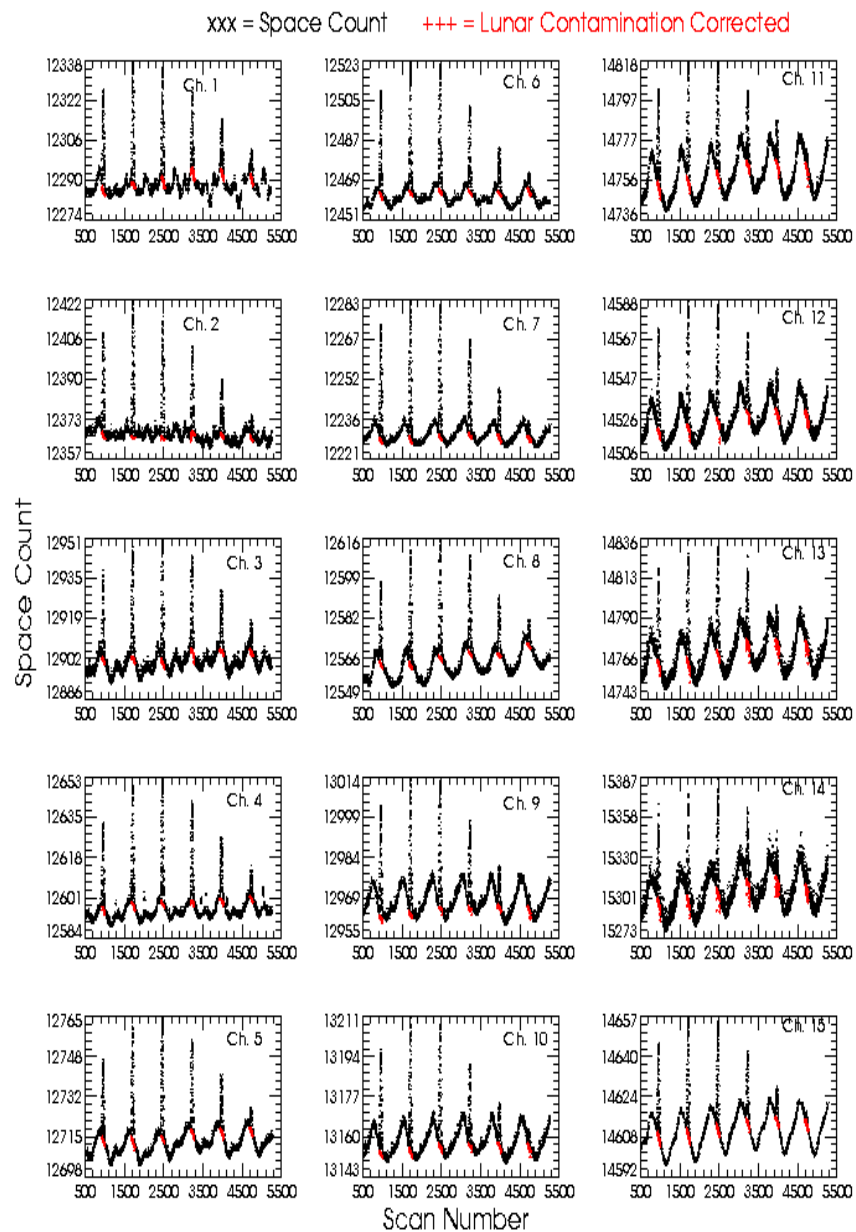 xxx = Space Count +++ = Lunar Contamination Corrected
Space Count
12338
12322
12306
12290
12274
Ch. 1
500 1500 2500 3500 4500 5500
12523
12505
12487
12469
12451
Ch. 6
500 1500 2500 3500 4500 5500
14818
14797
14777
14756
14736
Ch. 11
500 1500 2500 3500 4500 5500
12422
12406
12390
12373
12357
Ch. 2
500 1500 2500 3500 4500 5500
12283
12267
12252
12236
12221
Ch. 7
500 1500 2500 3500 4500 5500
14588
14567
14547
14526
14506
Ch. 12
500 1500 2500 3500 4500 5500
12951
12935
12919
12902
12886
Ch. 3
500 1500 2500 3500 4500 5500
12616
12599
12582
12566
12549
Ch. 8
500 1500 2500 3500 4500 5500
14836
14813
14790
14766
14743
Ch. 13
500 1500 2500 3500 4500 5500
12653
12635
12618
12601
12584
Ch. 4
500 1500 2500 3500 4500 5500
13014
12999
12984
12969
12955
Ch. 9
500 1500 2500 3500 4500 5500
15387
15358
15330
15301
15273
Ch. 14
500 1500 2500 3500 4500 5500
12765
12748
12732
12715
12698
Ch. 5
500 1500 2500 3500 4500 5500
13211
13194
13177
13160
13143
Ch. 10
500 1500 2500 3500 4500 5500
14657
14640
14624
14608
14592
Ch. 15
500 1500 2500 3500 4500 5500
Scan Number